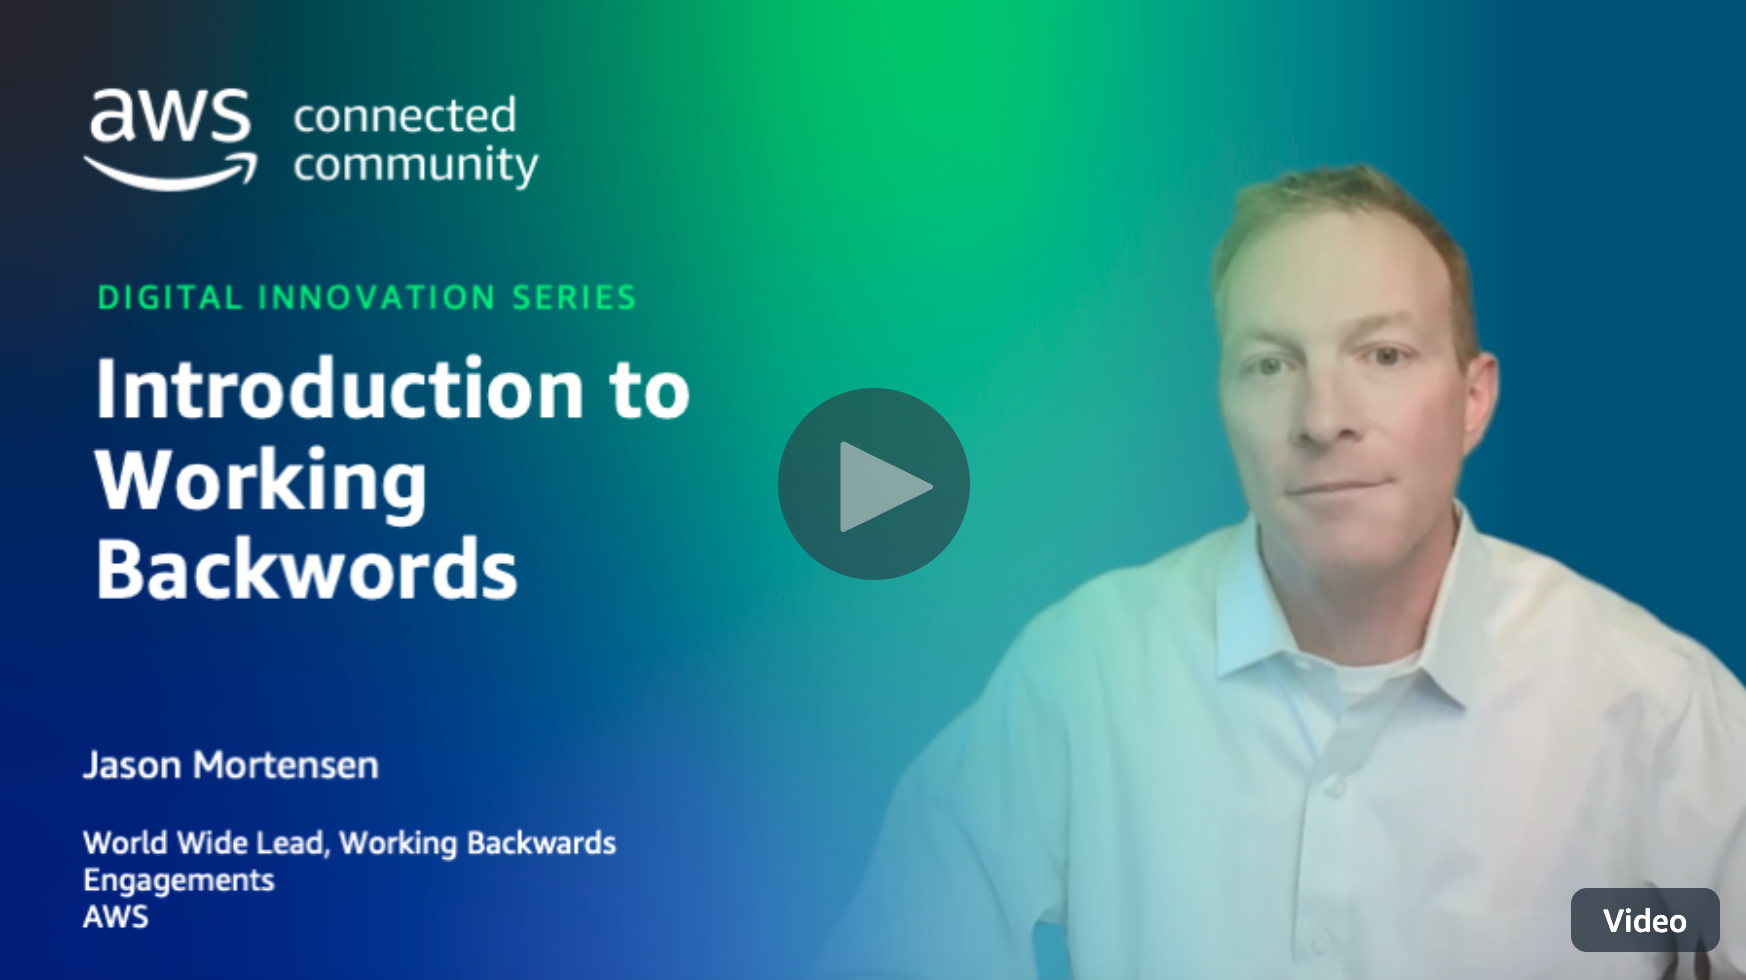 aws connected
community
DIGITAL INNOVATION SERIES
Introduction to
Working
Backwords
Jason Mortensen
World Wide Lead, Working Backwards
Engagements
AWS
Video